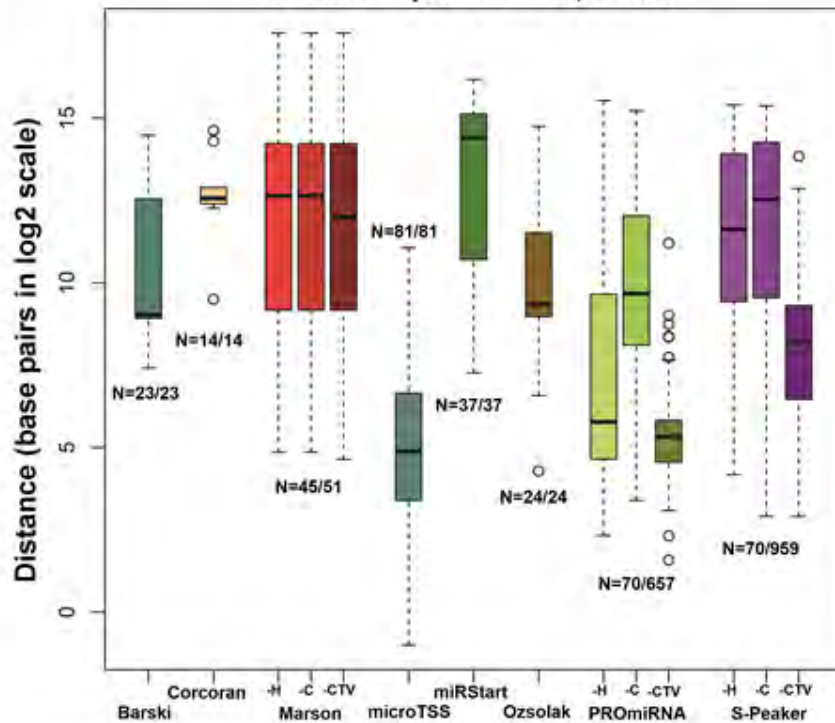 Distance (base pairs in log2 scale)
15
10
5
0
N=81/81
N=14/14
N=23/23
N=37/37
N=45/51
N=24/24
N=70/959
N=70/657
-H -C -CTV -H -C -CTV -H -C -CTV
Corcoran miRStart
Barski Marson microTSS Ozsolak PROmiRNA S-Peaker